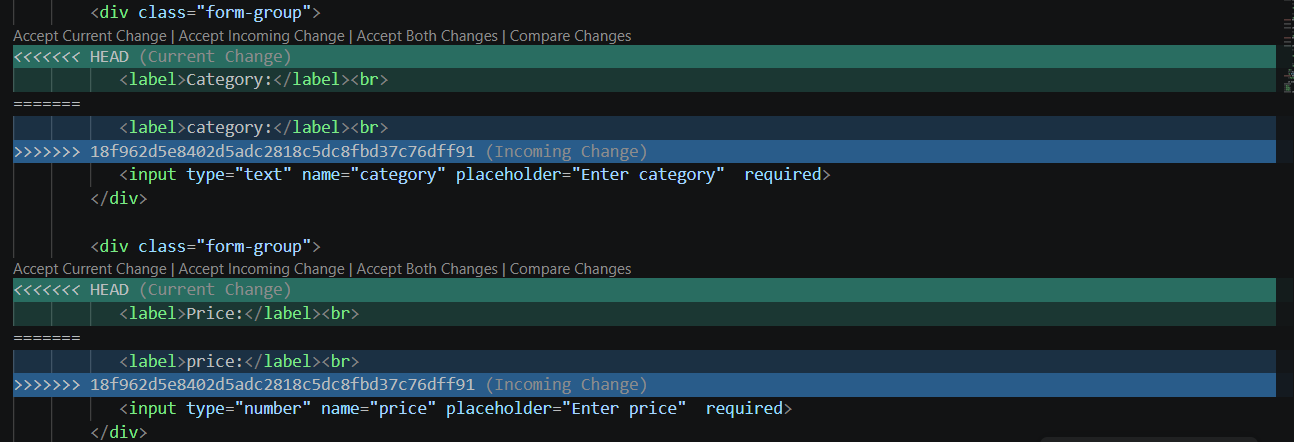 <div class="form-group">
Accept Current Change | Accept Incoming Change | Accept Both Changes | Compare Changes
<<<<<<< HEAD (Current Change)
<label>Category:</label><br>
=======
<label>category:</label><br>
>>>>>>> 18f962d5e8402d5adc2818c5dc8fbd37c76dff91 (Incoming Change)
<input type="text" name="category" placeholder="Enter category"  required>
</div>
<div class="form-group">
Accept Current Change | Accept Incoming Change | Accept Both Changes | Compare Changes
<<<<<<< HEAD (Current Change)
<label>Price:</label><br>
=======
<label>price:</label><br>
>>>>>>> 18f962d5e8402d5adc2818c5dc8fbd37c76dff91 (Incoming Change)
<input type="number" name="price" placeholder="Enter price"  required>
</div>